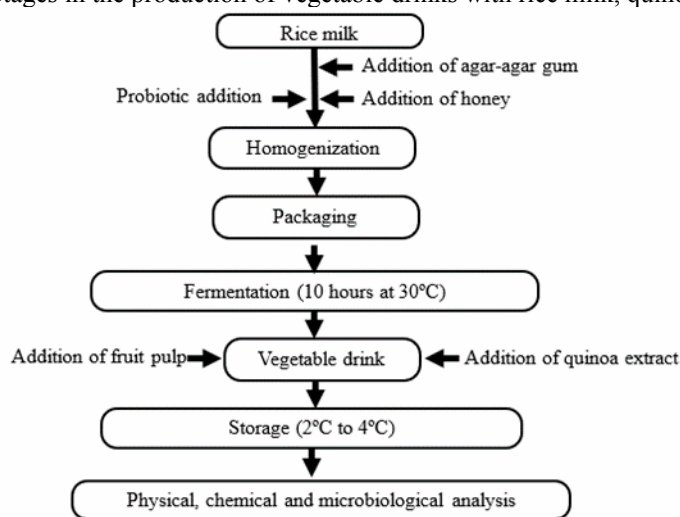 stages in the production of vegetable drinks with rice milk, quino
Rice milk
Addition of agar-agar gum
Probiotic addition
Addition of honey
Homogenization
Packaging
Fermentation (10 hours at 30ºC)
Addition of fruit pulp
Vegetable drink
Addition of quinoa extract
Storage (2ºC to 4ºC)
Physical, chemical and microbiological analysis